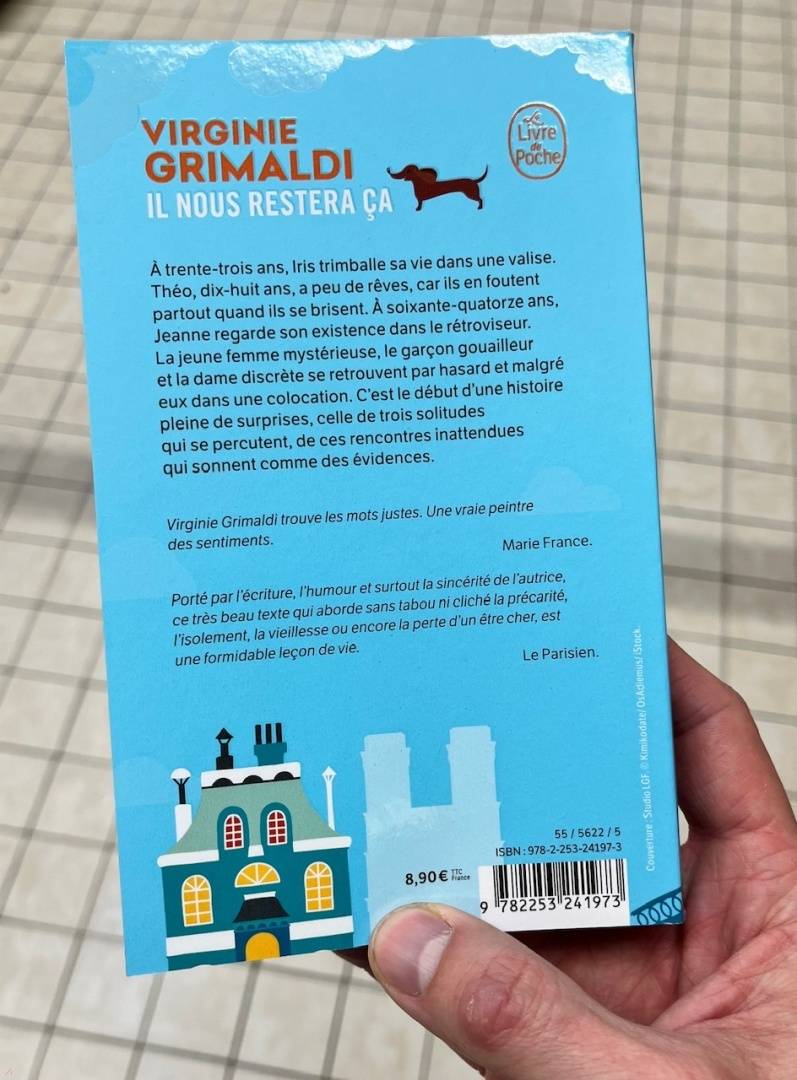 VIRGINIE
GRIMALDI
IL NOUS RESTERA ÇA
Le
Livre
de
Poche
À trente-trois ans, Iris trimballe sa vie dans une valise.
Théo, dix-huit ans, a peu de rêves, car ils en foutent
partout quand ils se brisent. À soixante-quatorze ans,
Jeanne regarde son existence dans le rétroviseur.
La jeune femme mystérieuse, le garçon gouailleur
et la dame discrète se retrouvent par hasard et malgré
eux dans une colocation. C’est le début d’une histoire
pleine de surprises, celle de trois solitudes
qui se percutent, de ces rencontres inattendues
qui sonnent comme des évidences.
Virginie Grimaldi trouve les mots justes. Une vraie peintre
des sentiments.
Marie France.
Porté par l’écriture, l’humour et surtout la sincérité de l’autrice,
ce très beau texte qui aborde sans tabou ni cliché la précarité,
l’isolement, la vieillesse ou encore la perte d’un être cher, est
une formidable leçon de vie.
Le Parisien.
Couverture : Studio LGF. © Kimikodate/ OsAdiemus/ iStock.
55 / 5622 / 5
ISBN : 978-2-253-24197-3
8,90 € TTC
France
9 782253 241973